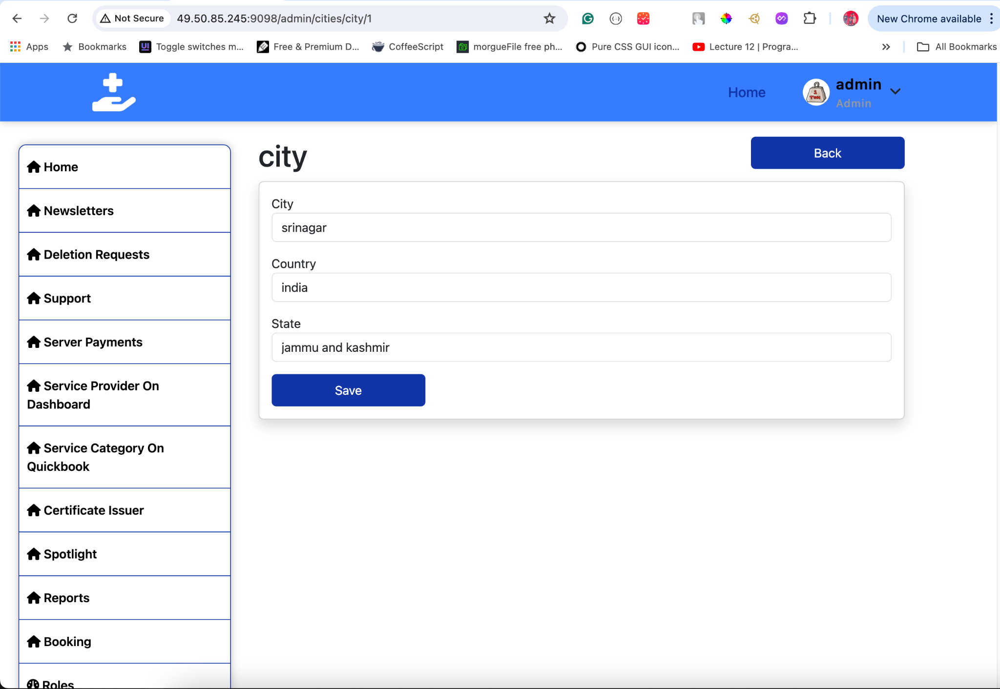 Not Secure
49.50.85.245:9098/admin/cities/city/1
New Chrome available
Apps
Bookmarks
UI
Toggle switches m...
Free & Premium D...
CoffeeScript
morgueFile free ph...
Pure CSS GUI icon...
Lecture 12 | Progra...
All Bookmarks
Home
1
TON
admin
Admin
Home
Newsletters
Deletion Requests
Support
Server Payments
Service Provider On
Dashboard
Service Category On
Quickbook
Certificate Issuer
Spotlight
Reports
Booking
Roles
city
Back
City
srinagar
Country
india
State
jammu and kashmir
Save